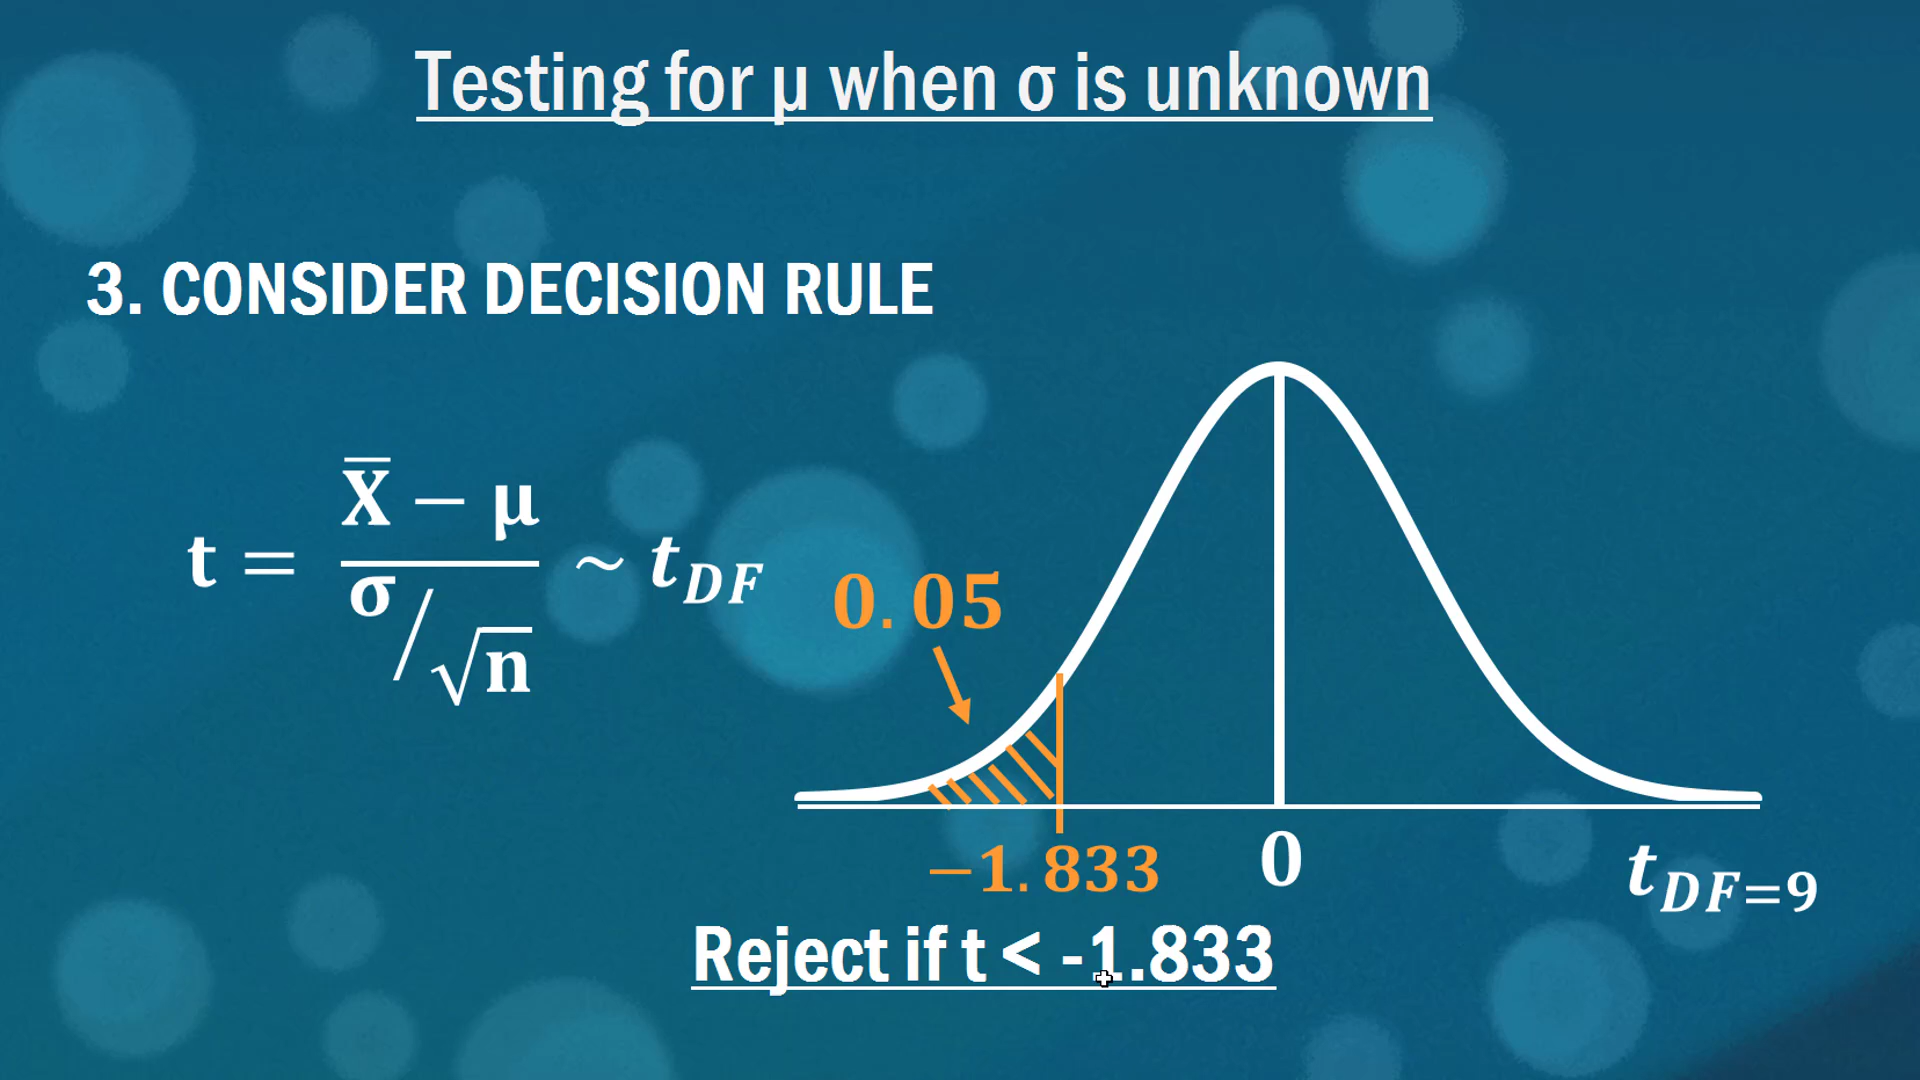 Testing for µ when σ is unknown
3. CONSIDER DECISION RULE
t = (X̄ − µ) / (σ/√n) ~ t_DF
0.05
−1.833
0
t_DF=9
Reject if t < -1.833